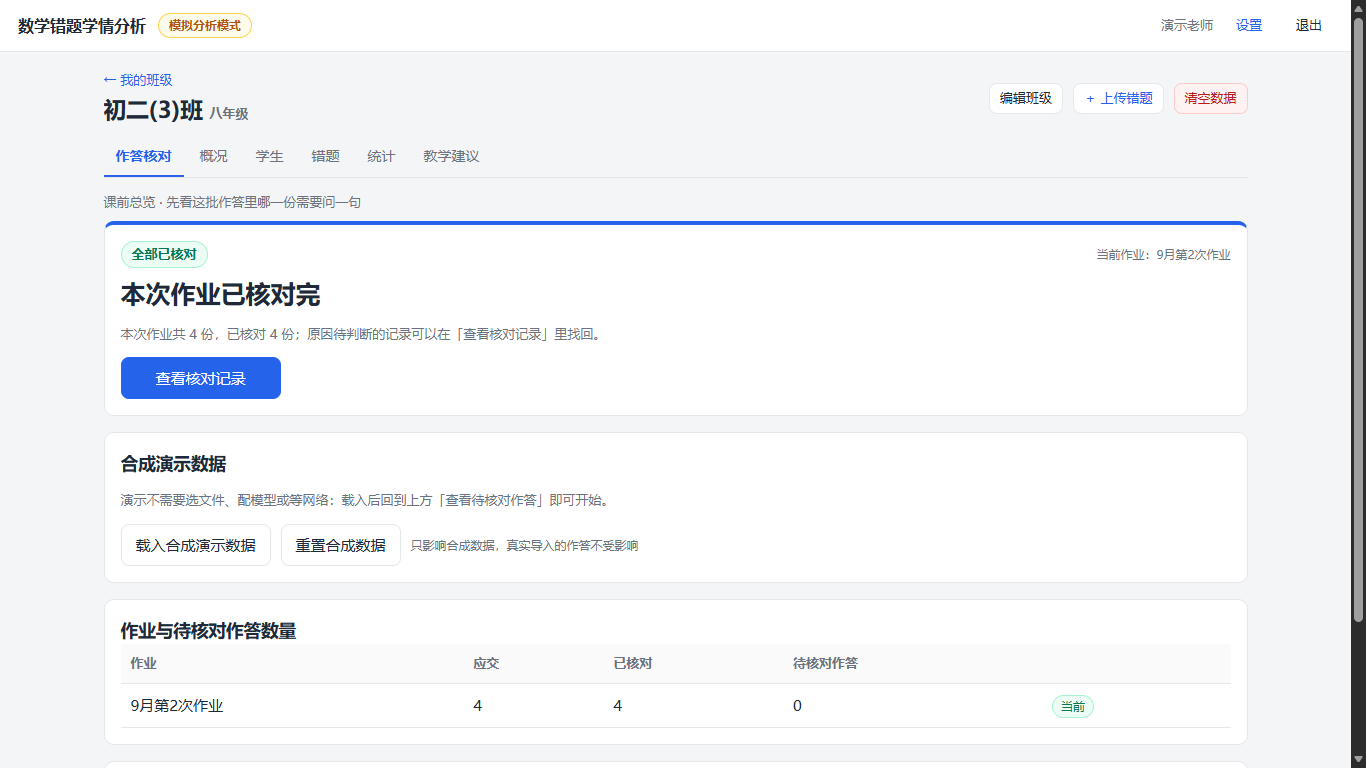 数学错题学情分析 模拟分析模式 演示老师 设置 退出
← 我的班级
初二(3)班 八年级 编辑班级 + 上传错题 清空数据
作答核对 概况 学生 错题 统计 教学建议
课前总览 · 先看这批作答里哪一份需要问一句
全部已核对 当前作业：9月第2次作业
本次作业已核对完
本次作业共 4 份，已核对 4 份；原因待判断的记录可以在「查看核对记录」里找回。
查看核对记录
合成演示数据
演示不需要选文件、配模型或等网络：载入后回到上方「查看待核对作答」即可开始。
载入合成演示数据 重置合成数据 只影响合成数据，真实导入的作答不受影响
作业与待核对作答数量
作业 应交 已核对 待核对作答
9月第2次作业 4 4 0 当前